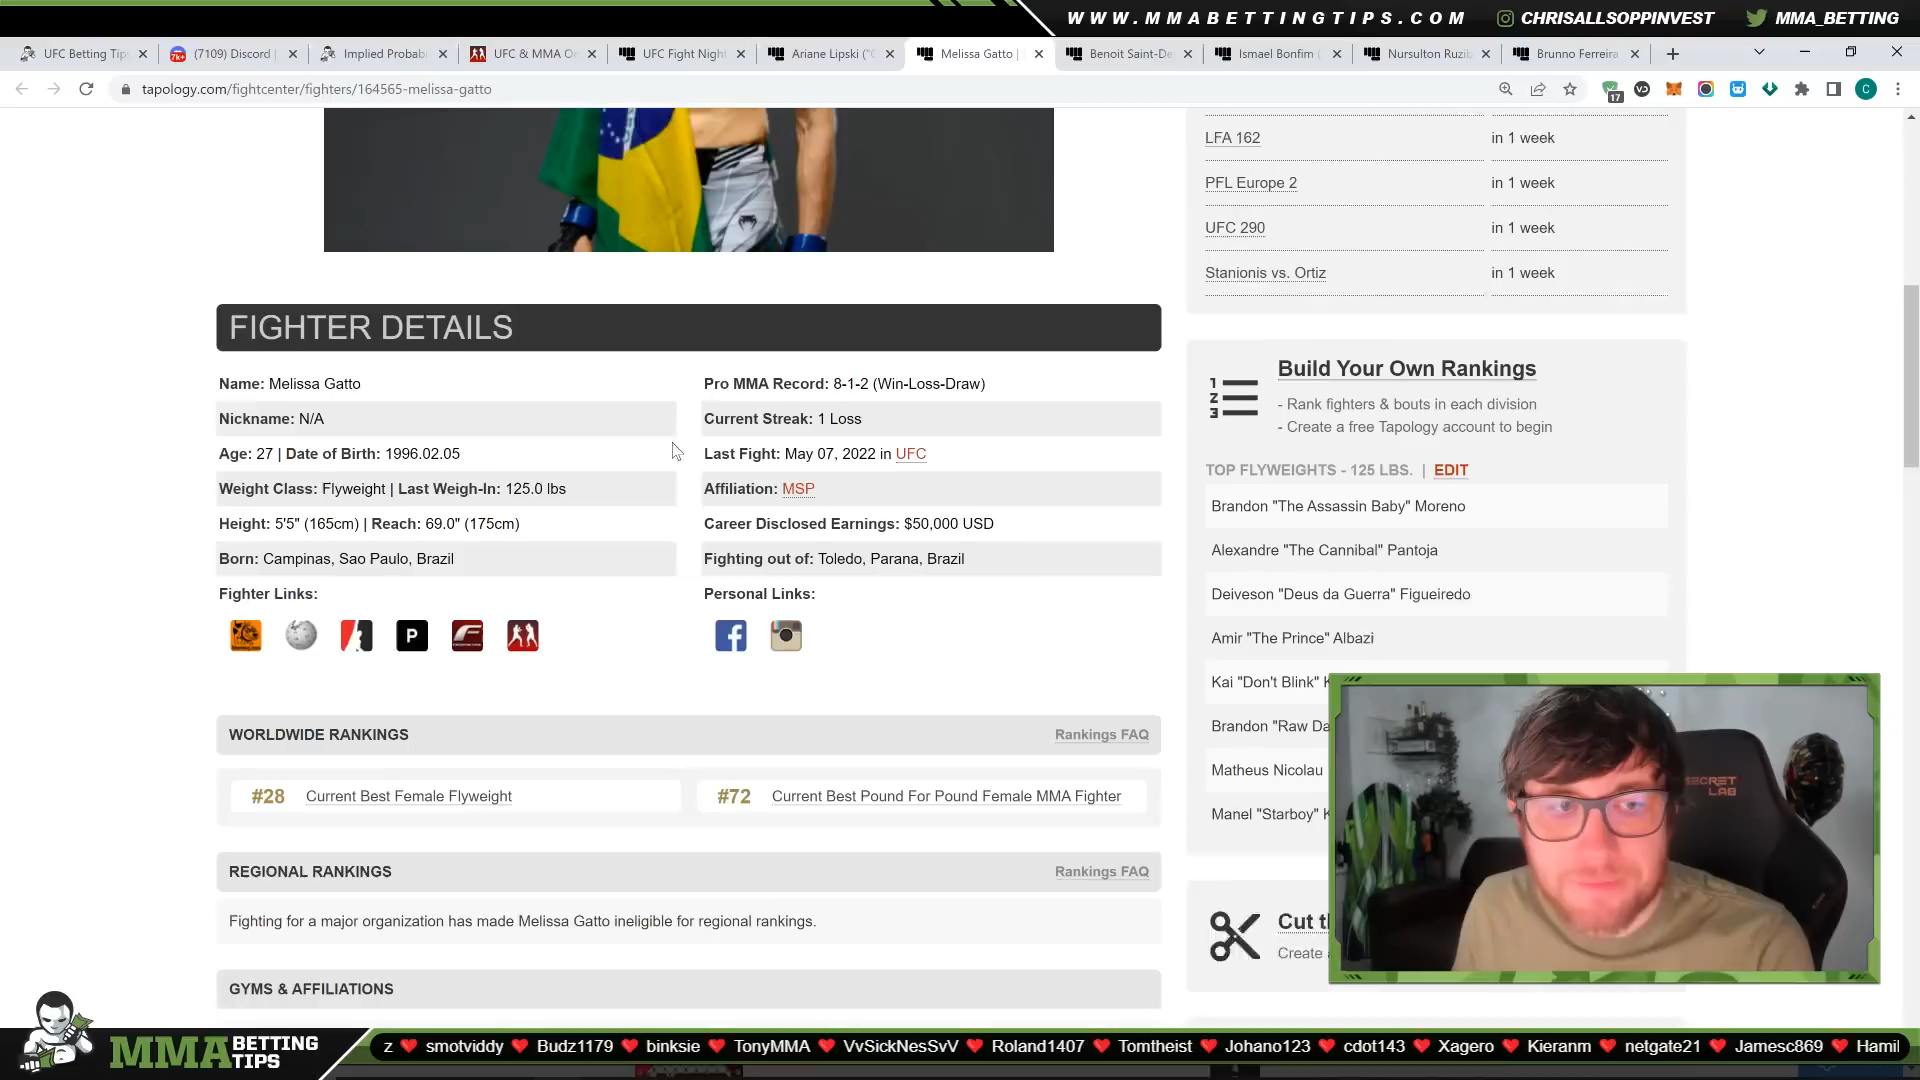 WWW.MMABETTINGTIPS.COM
CHRISALLSOPPINVEST
MMA_BETTING
UFC Betting Tip
(7109) Discord
Implied Probab
UFC & MMA O
UFC Fight Night
Ariane Lipski ("
Melissa Gatto |
Benoit Saint-De
Ismael Bonfim (
Nursulton Ruzib
Brunno Ferreira
tapology.com/fightcenter/fighters/164565-melissa-gatto
17
C
LFA 162 in 1 week
PFL Europe 2 in 1 week
UFC 290 in 1 week
Stanionis vs. Ortiz in 1 week
FIGHTER DETAILS
Name: Melissa Gatto
Pro MMA Record: 8-1-2 (Win-Loss-Draw)
Nickname: N/A
Current Streak: 1 Loss
Age: 27 | Date of Birth: 1996.02.05
Last Fight: May 07, 2022 in UFC
Weight Class: Flyweight | Last Weigh-In: 125.0 lbs
Affiliation: MSP
Height: 5'5" (165cm) | Reach: 69.0" (175cm)
Career Disclosed Earnings: $50,000 USD
Born: Campinas, Sao Paulo, Brazil
Fighting out of: Toledo, Parana, Brazil
Fighter Links:
Personal Links:
P
WORLDWIDE RANKINGS
Rankings FAQ
#28 Current Best Female Flyweight
#72 Current Best Pound For Pound Female MMA Fighter
REGIONAL RANKINGS
Rankings FAQ
Fighting for a major organization has made Melissa Gatto ineligible for regional rankings.
GYMS & AFFILIATIONS
1
2
3
Build Your Own Rankings
- Rank fighters & bouts in each division
- Create a free Tapology account to begin
TOP FLYWEIGHTS - 125 LBS. | EDIT
Brandon "The Assassin Baby" Moreno
Alexandre "The Cannibal" Pantoja
Deiveson "Deus da Guerra" Figueiredo
Amir "The Prince" Albazi
Kai "Don't Blink" K
Brandon "Raw Da
Matheus Nicolau
Manel "Starboy" K
Cut t
Create
SECRET
LAB
MMA BETTING
TIPS
z smotviddy Budz1179 binksie TonyMMA VvSickNesSvV Roland1407 Tomtheist Johano123 cdot143 Xagero Kieranm netgate21 Jamesc869 Hamil